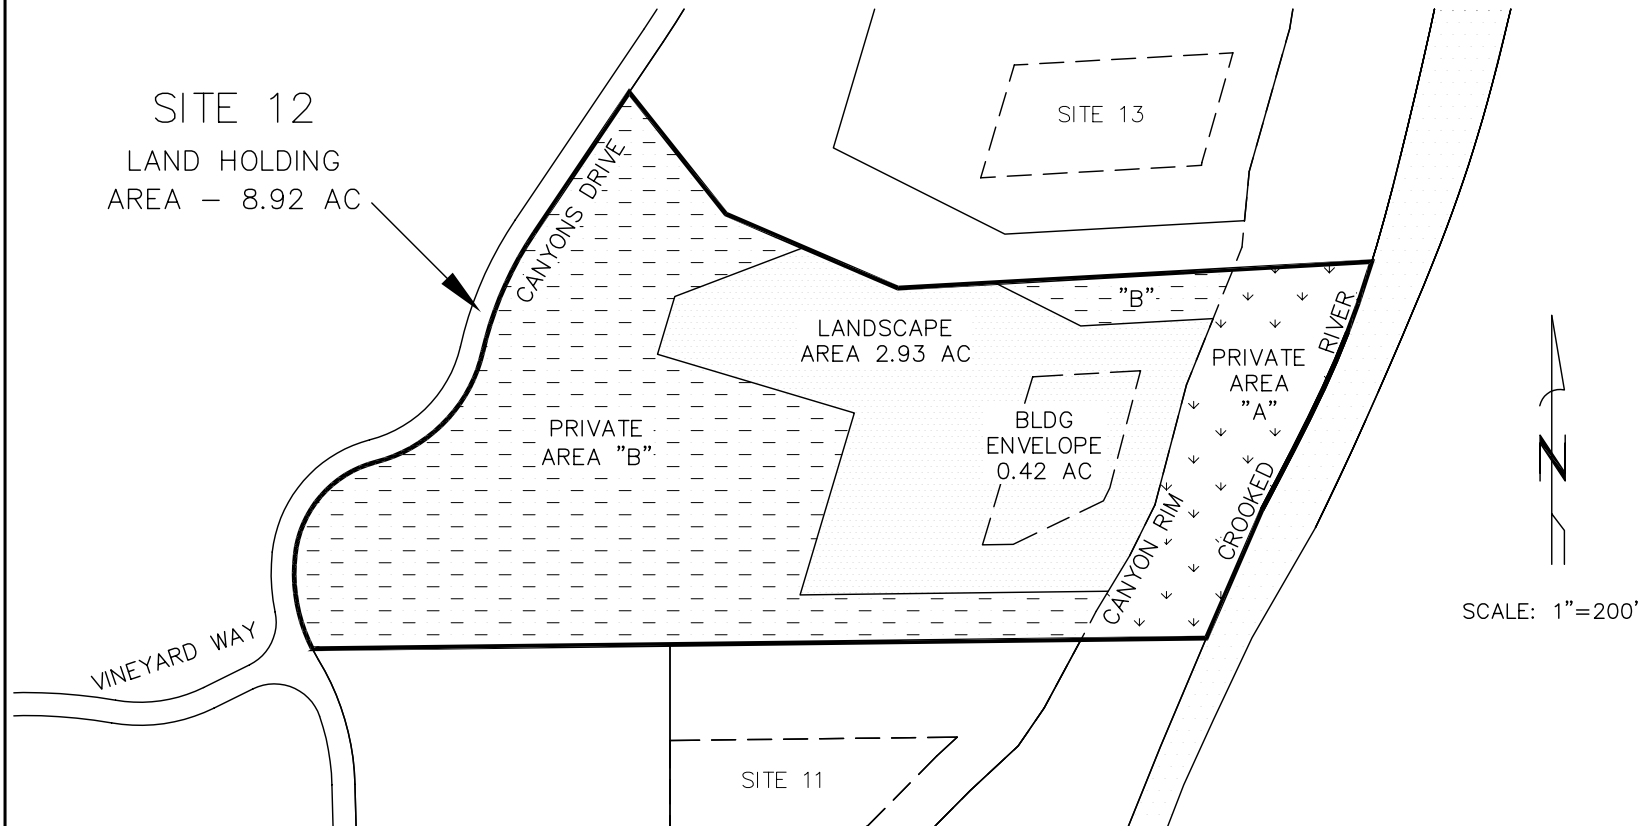 SITE 12
LAND HOLDING
AREA – 8.92 AC
CANYONS DRIVE
SITE 13
"B"
LANDSCAPE
AREA 2.93 AC
RIVER
PRIVATE
AREA
"A"
BLDG
ENVELOPE
0.42 AC
PRIVATE
AREA "B"
CROOKED
CANYON RIM
N
SCALE: 1"=200'
VINEYARD WAY
SITE 11